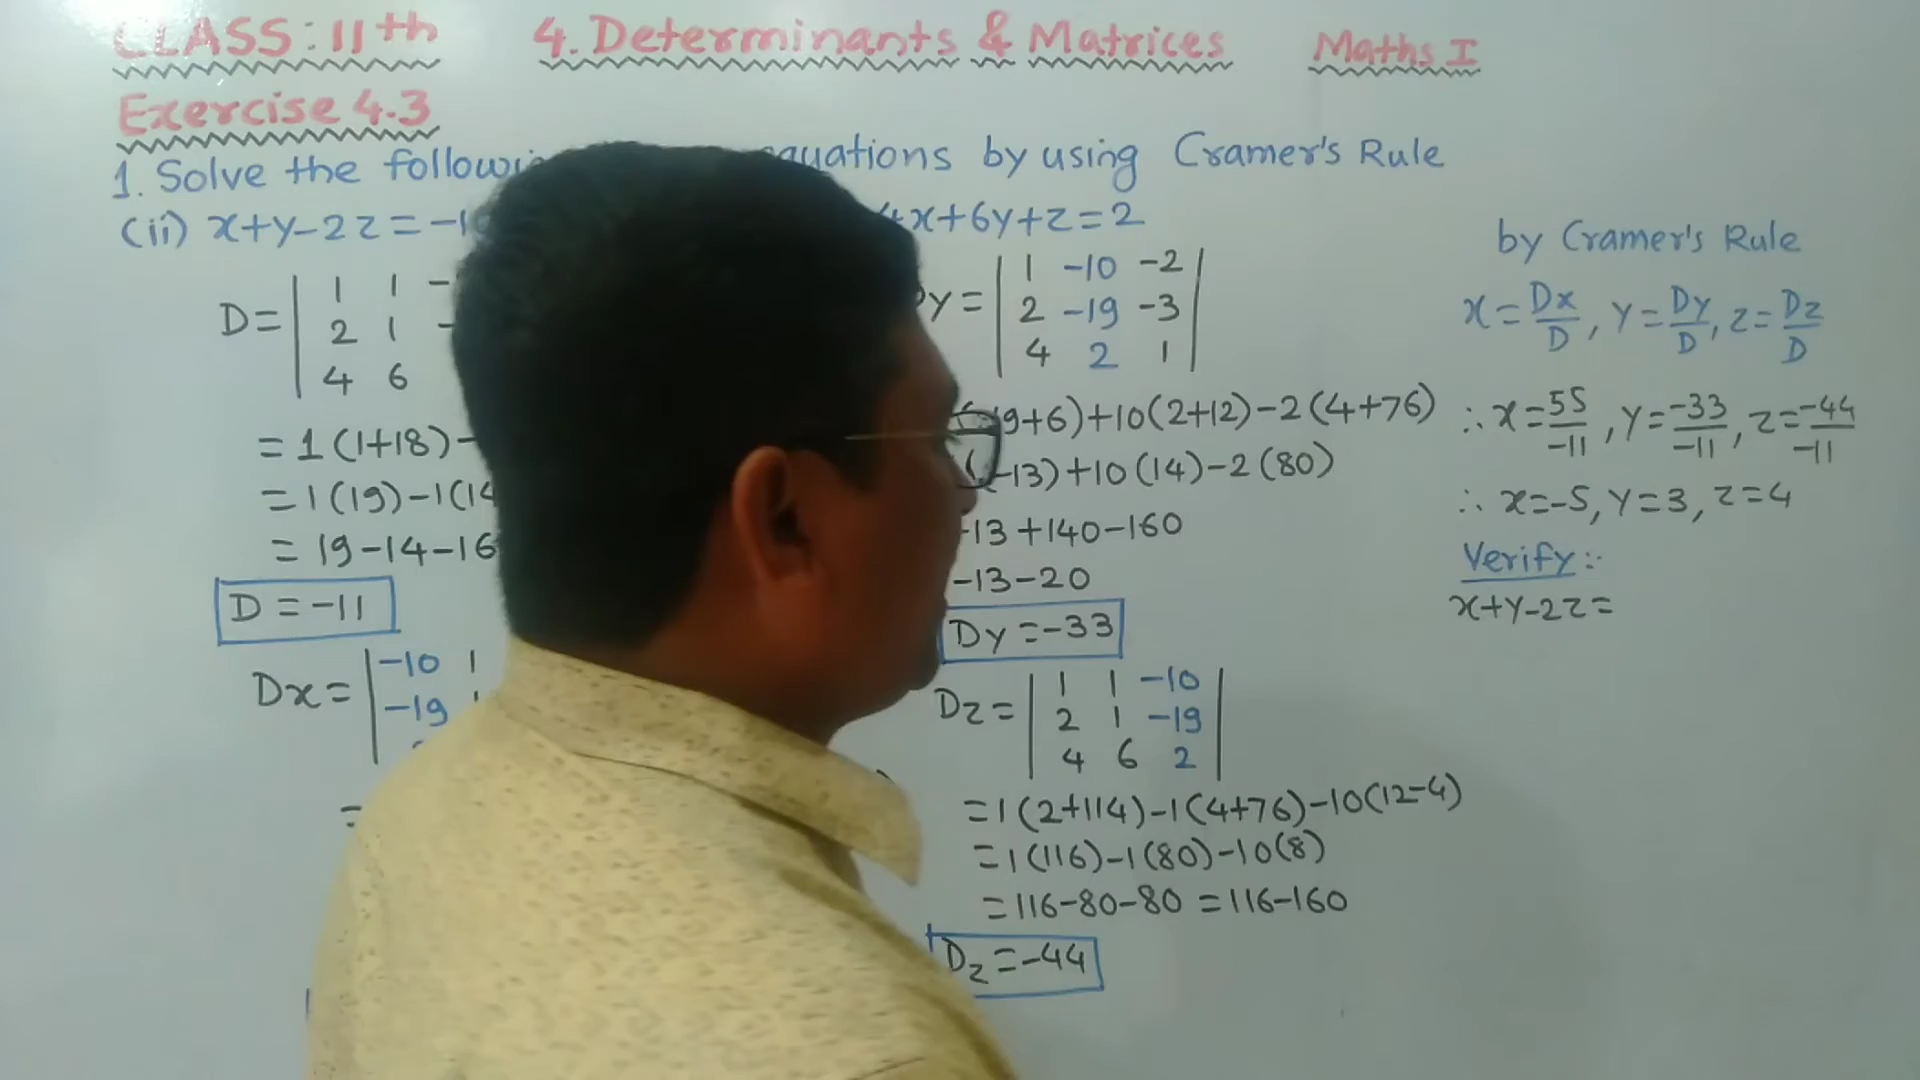 CLASS:11th 4. Determinants & Matrices Maths I
Exercise 4.3
1. Solve the equations by using Cramer's Rule
(ii) x+y-2z=-10 4x+6y+z=2
D= | 1 1
2 1
4 6
=1(1+18)-
=1(19)-1(14
=19-14-16
D=-11
Dx= | -10 1
-19 1
=
y= | 1 -10 -2 |
2 -19 -3
4 2 1
9+6)+10(2+12)-2(4+76)
(-13)+10(14)-2(80)
-13+140-160
-13-20
Dy=-33
Dz= | 1 1 -10 |
2 1 -19
4 6 2
=1(2+114)-1(4+76)-10(12-4)
=1(116)-1(80)-10(8)
=116-80-80=116-160
Dz=-44
by Cramer's Rule
x=Dx/D, y=Dy/D, z=Dz/D
∴ x=55/-11, y=-33/-11, z=-44/-11
∴ x=-5, y=3, z=4
Verify:-
x+y-2z=